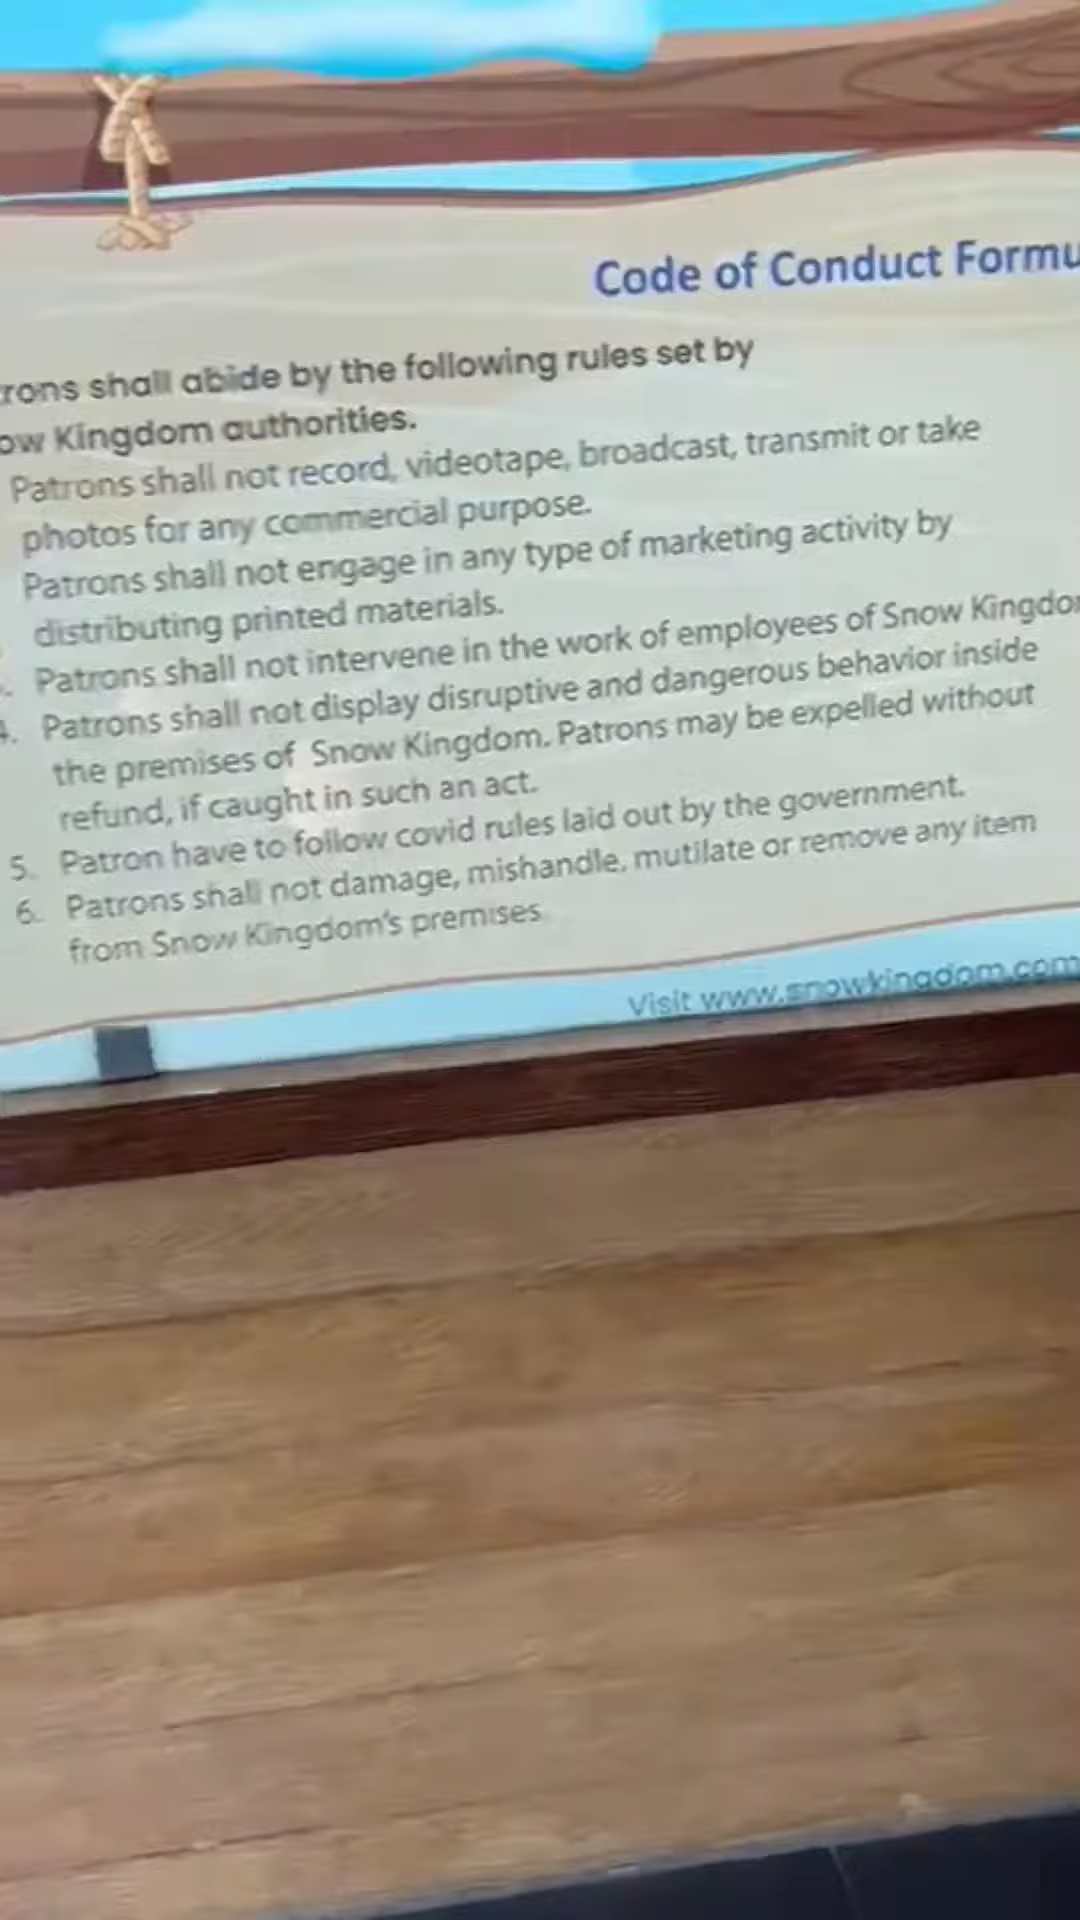 Code of Conduct Formu
rons shall abide by the following rules set by
ow Kingdom authorities.
Patrons shall not record, videotape, broadcast, transmit or take
photos for any commercial purpose.
Patrons shall not engage in any type of marketing activity by
distributing printed materials.
. Patrons shall not intervene in the work of employees of Snow Kingdo
4. Patrons shall not display disruptive and dangerous behavior inside
the premises of Snow Kingdom. Patrons may be expelled without
refund, if caught in such an act.
5. Patron have to follow covid rules laid out by the government.
6. Patrons shall not damage, mishandle, mutilate or remove any item
from Snow Kingdom's premises.
Visit www.snowkingdom.com